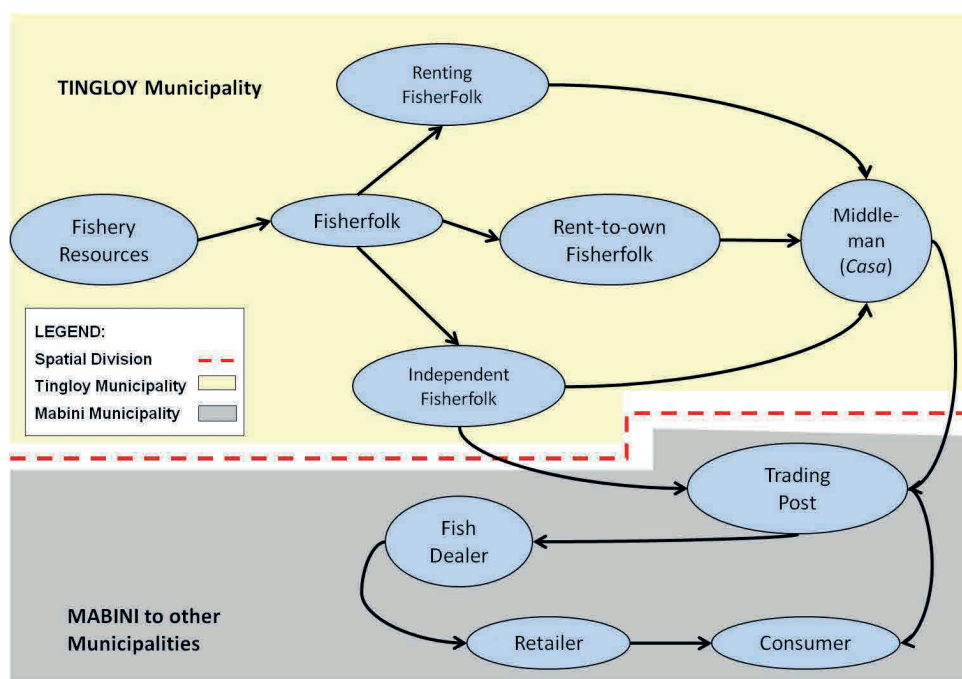 TINGLOY Municipality
Renting
FisherFolk
Fishery
Resources
Fisherfolk
Rent-to-own
Fisherfolk
Middle-
man
(Casa)
LEGEND:
Spatial Division
Tingloy Municipality
Mabini Municipality
Independent
Fisherfolk
Trading
Post
Fish
Dealer
MABINI to other
Municipalities
Retailer
Consumer